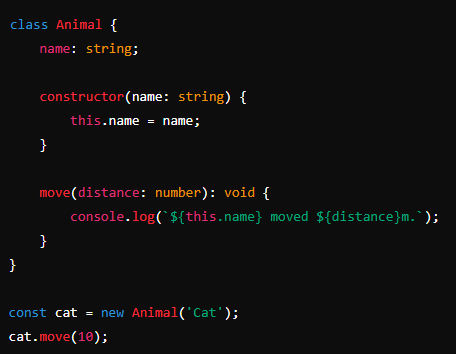 class Animal {
    name: string;

    constructor(name: string) {
        this.name = name;
    }

    move(distance: number): void {
        console.log(`${this.name} moved ${distance}m.`);
    }
}

const cat = new Animal('Cat');
cat.move(10);